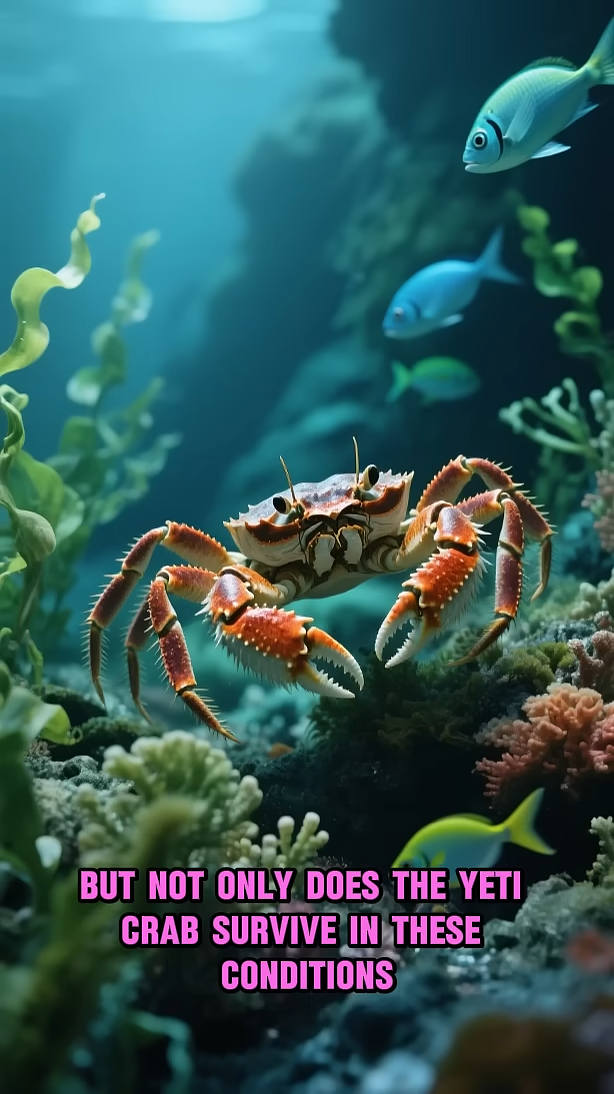 BUT NOT ONLY DOES THE YETI
CRAB SURVIVE IN THESE
CONDITIONS